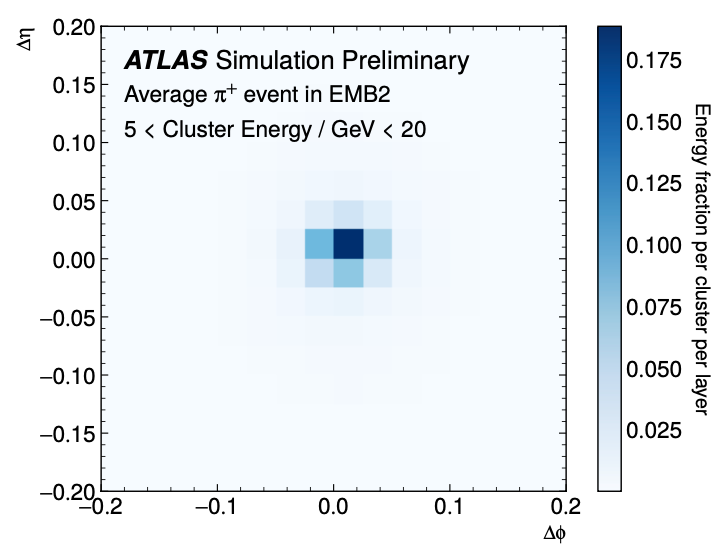 Δη
0.20
0.15
0.10
0.05
0.00
−0.05
−0.10
−0.15
−0.20
ATLAS Simulation Preliminary
Average π+ event in EMB2
5 < Cluster Energy / GeV < 20
−0.2 −0.1 0.0 0.1 0.2
Δϕ
0.175
0.150
0.125
0.100
0.075
0.050
0.025
Energy fraction per cluster per layer